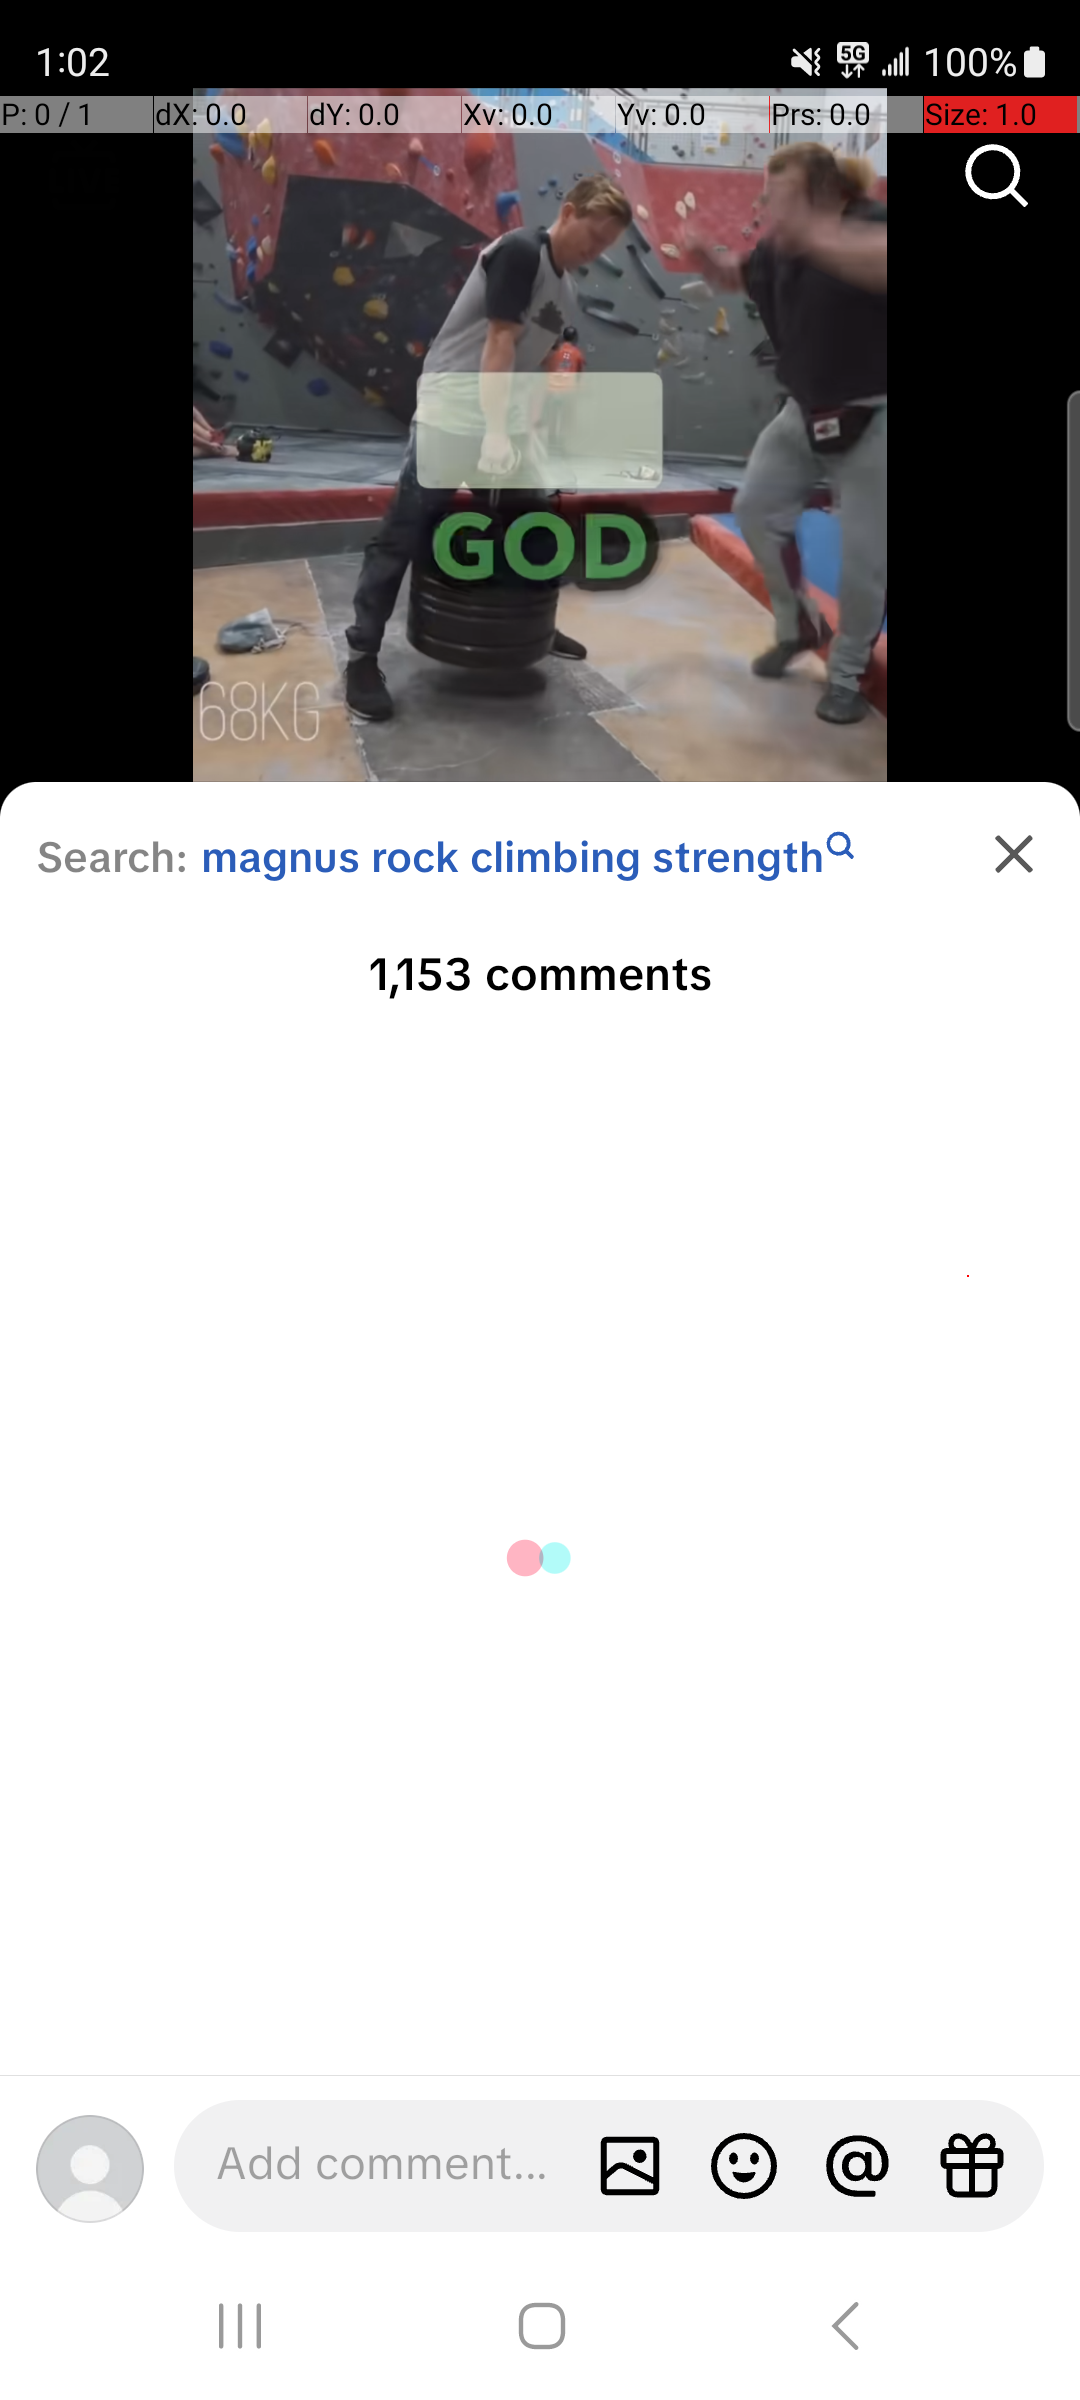 1:02
5G
100%
P: 0 / 1
dX: 0.0
dY: 0.0
Xv: 0.0
Yv: 0.0
Prs: 0.0
Size: 1.0
GOD
68KG
Search: magnus rock climbing strength
1,153 comments
Add comment...